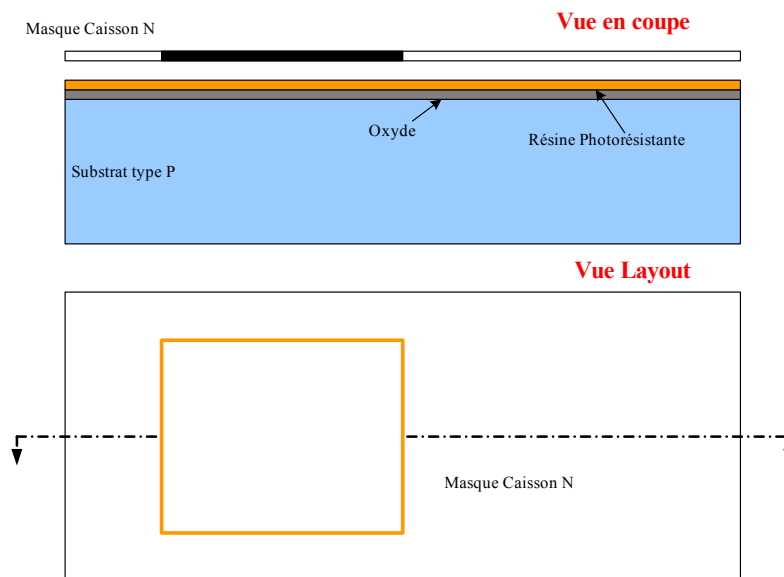 Vue en coupe
Masque Caisson N
Oxyde
Résine Photorésistante
Substrat type P
Vue Layout
Masque Caisson N